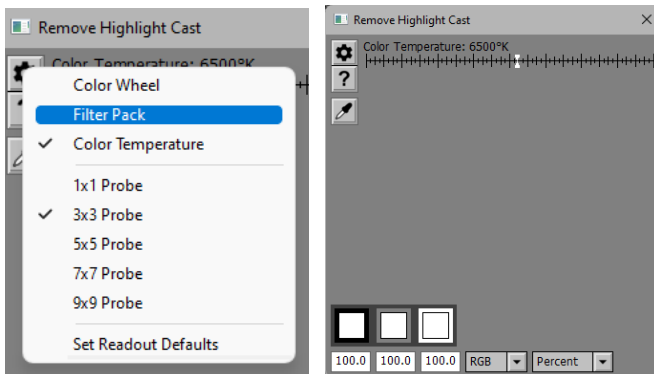 Remove Highlight Cast
Color Temperature: 6500°K
Color Wheel
Filter Pack
Color Temperature
1x1 Probe
3x3 Probe
5x5 Probe
7x7 Probe
9x9 Probe
Set Readout Defaults
Remove Highlight Cast
Color Temperature: 6500°K
?
100.0 100.0 100.0 RGB Percent